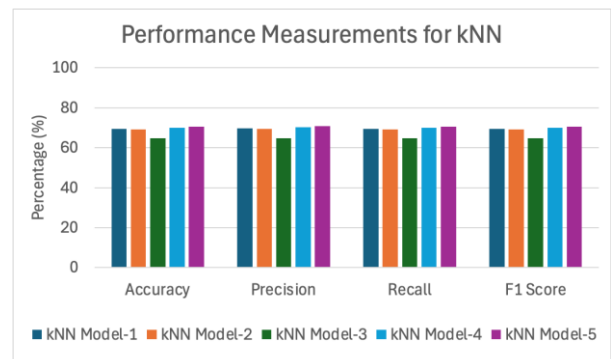 Performance Measurements for kNN
100
80
60
40
20
0
Percentage (%)
Accuracy Precision Recall F1 Score
kNN Model-1 kNN Model-2 kNN Model-3 kNN Model-4 kNN Model-5